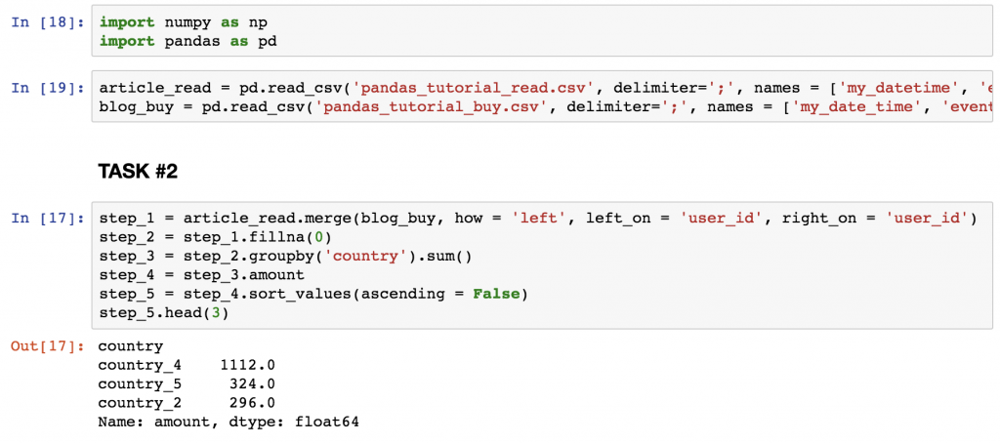 In [18]: import numpy as np
import pandas as pd
In [19]: article_read = pd.read_csv('pandas_tutorial_read.csv', delimiter=';', names = ['my_datetime', '
blog_buy = pd.read_csv('pandas_tutorial_buy.csv', delimiter=';', names = ['my_date_time', 'event
TASK #2
In [17]: step_1 = article_read.merge(blog_buy, how = 'left', left_on = 'user_id', right_on = 'user_id')
step_2 = step_1.fillna(0)
step_3 = step_2.groupby('country').sum()
step_4 = step_3.amount
step_5 = step_4.sort_values(ascending = False)
step_5.head(3)
Out[17]: country
country_4    1112.0
country_5     324.0
country_2     296.0
Name: amount, dtype: float64